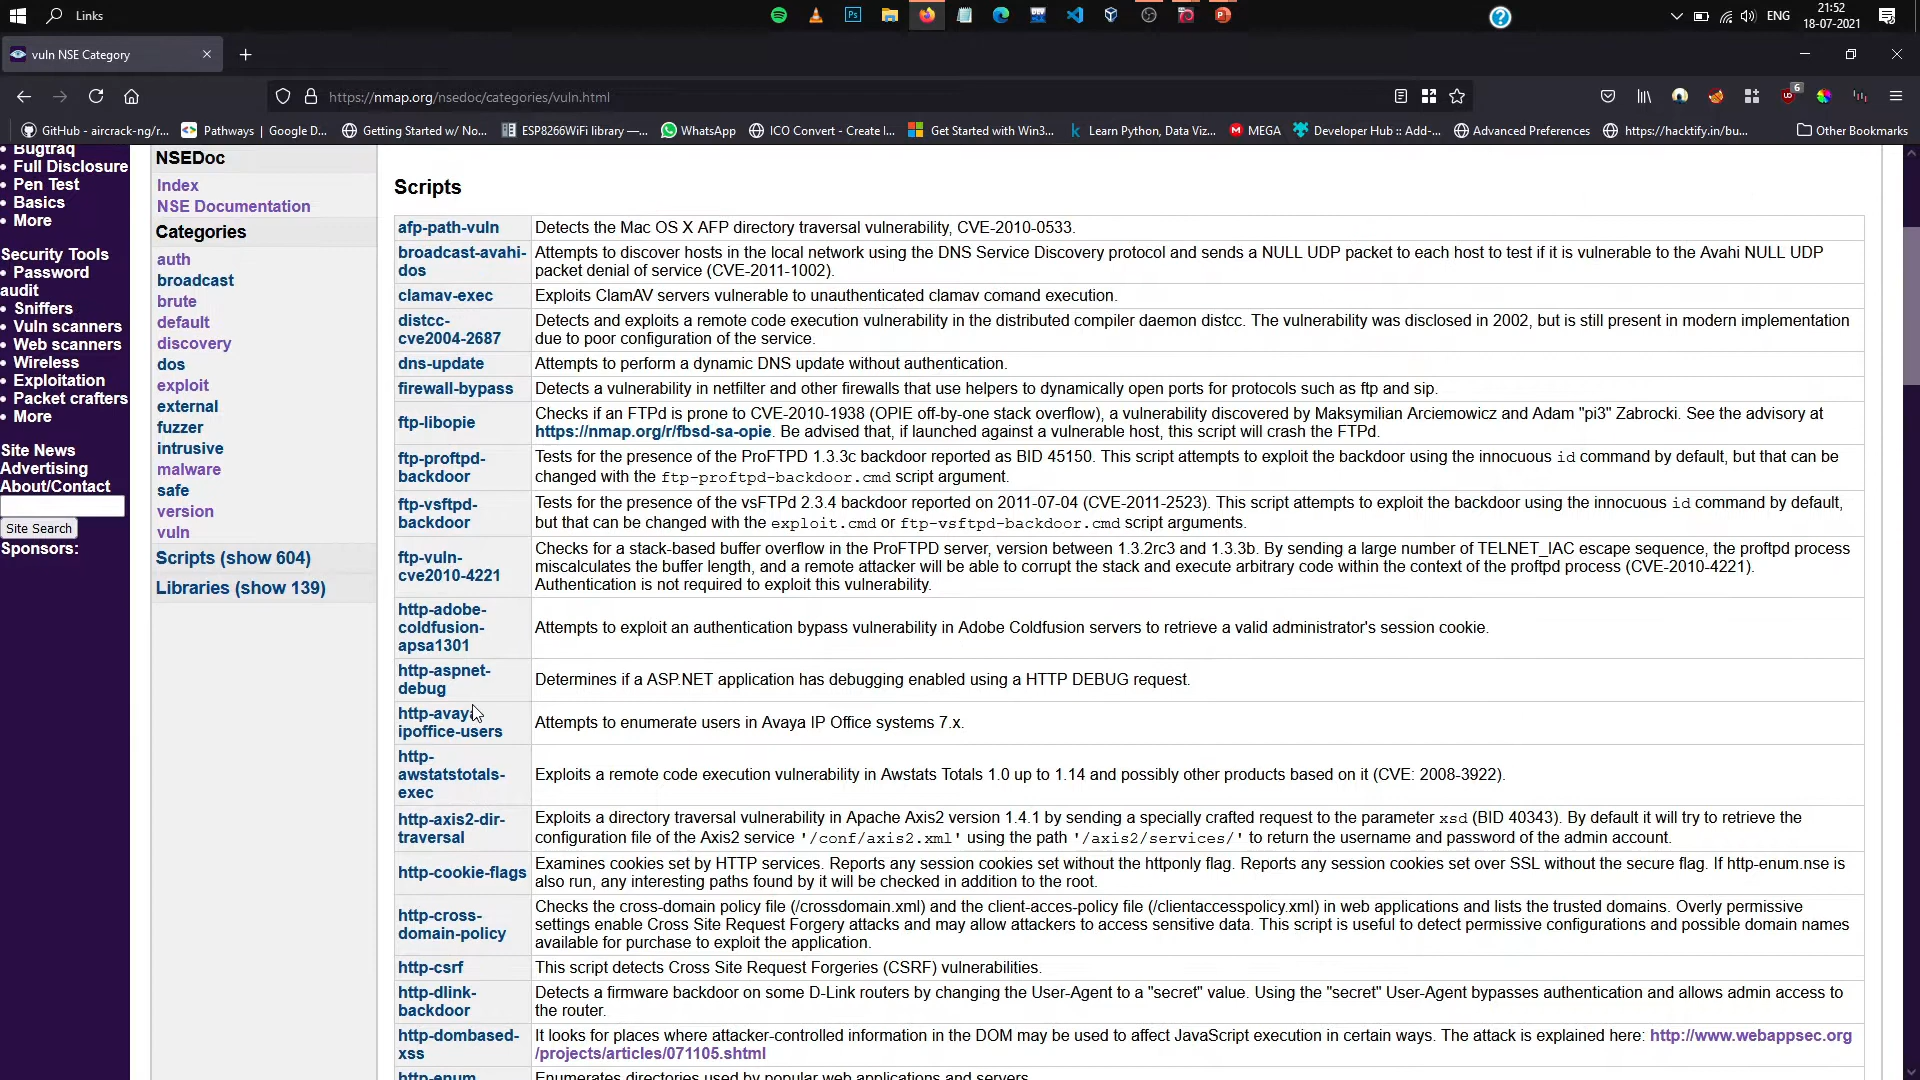 Links
ENG
21:52
18-07-2021
vuln NSE Category
https://nmap.org/nsedoc/categories/vuln.html
6
GitHub - aircrack-ng/r...
Pathways | Google D...
Getting Started w/ No...
ESP8266WiFi library —...
WhatsApp
ICO Convert - Create I...
Get Started with Win3...
Learn Python, Data Viz...
MEGA
Developer Hub :: Add-...
Advanced Preferences
https://hacktify.in/bu...
Other Bookmarks
• Bugtraq
• Full Disclosure
• Pen Test
• Basics
• More
Security Tools
• Password
audit
• Sniffers
• Vuln scanners
• Web scanners
• Wireless
• Exploitation
• Packet crafters
• More
Site News
Advertising
About/Contact
Site Search
Sponsors:
NSEDoc
Index
NSE Documentation
Categories
auth
broadcast
brute
default
discovery
dos
exploit
external
fuzzer
intrusive
malware
safe
version
vuln
Scripts (show 604)
Libraries (show 139)
Scripts
afp-path-vuln
Detects the Mac OS X AFP directory traversal vulnerability, CVE-2010-0533.
broadcast-avahi-
dos
Attempts to discover hosts in the local network using the DNS Service Discovery protocol and sends a NULL UDP packet to each host to test if it is vulnerable to the Avahi NULL UDP
packet denial of service (CVE-2011-1002).
clamav-exec
Exploits ClamAV servers vulnerable to unauthenticated clamav comand execution.
distcc-
cve2004-2687
Detects and exploits a remote code execution vulnerability in the distributed compiler daemon distcc. The vulnerability was disclosed in 2002, but is still present in modern implementation
due to poor configuration of the service.
dns-update
Attempts to perform a dynamic DNS update without authentication.
firewall-bypass
Detects a vulnerability in netfilter and other firewalls that use helpers to dynamically open ports for protocols such as ftp and sip.
ftp-libopie
Checks if an FTPd is prone to CVE-2010-1938 (OPIE off-by-one stack overflow), a vulnerability discovered by Maksymilian Arciemowicz and Adam "pi3" Zabrocki. See the advisory at
https://nmap.org/r/fbsd-sa-opie. Be advised that, if launched against a vulnerable host, this script will crash the FTPd.
ftp-proftpd-
backdoor
Tests for the presence of the ProFTPD 1.3.3c backdoor reported as BID 45150. This script attempts to exploit the backdoor using the innocuous id command by default, but that can be
changed with the ftp-proftpd-backdoor.cmd script argument.
ftp-vsftpd-
backdoor
Tests for the presence of the vsFTPd 2.3.4 backdoor reported on 2011-07-04 (CVE-2011-2523). This script attempts to exploit the backdoor using the innocuous id command by default,
but that can be changed with the exploit.cmd or ftp-vsftpd-backdoor.cmd script arguments.
ftp-vuln-
cve2010-4221
Checks for a stack-based buffer overflow in the ProFTPD server, version between 1.3.2rc3 and 1.3.3b. By sending a large number of TELNET_IAC escape sequence, the proftpd process
miscalculates the buffer length, and a remote attacker will be able to corrupt the stack and execute arbitrary code within the context of the proftpd process (CVE-2010-4221).
Authentication is not required to exploit this vulnerability.
http-adobe-
coldfusion-
apsa1301
Attempts to exploit an authentication bypass vulnerability in Adobe Coldfusion servers to retrieve a valid administrator's session cookie.
http-aspnet-
debug
Determines if a ASP.NET application has debugging enabled using a HTTP DEBUG request.
http-avaya-
ipoffice-users
Attempts to enumerate users in Avaya IP Office systems 7.x.
http-
awstatstotals-
exec
Exploits a remote code execution vulnerability in Awstats Totals 1.0 up to 1.14 and possibly other products based on it (CVE: 2008-3922).
http-axis2-dir-
traversal
Exploits a directory traversal vulnerability in Apache Axis2 version 1.4.1 by sending a specially crafted request to the parameter xsd (BID 40343). By default it will try to retrieve the
configuration file of the Axis2 service '/conf/axis2.xml' using the path '/axis2/services/' to return the username and password of the admin account.
http-cookie-flags
Examines cookies set by HTTP services. Reports any session cookies set without the httponly flag. Reports any session cookies set over SSL without the secure flag. If http-enum.nse is
also run, any interesting paths found by it will be checked in addition to the root.
http-cross-
domain-policy
Checks the cross-domain policy file (/crossdomain.xml) and the client-acces-policy file (/clientaccesspolicy.xml) in web applications and lists the trusted domains. Overly permissive
settings enable Cross Site Request Forgery attacks and may allow attackers to access sensitive data. This script is useful to detect permissive configurations and possible domain names
available for purchase to exploit the application.
http-csrf
This script detects Cross Site Request Forgeries (CSRF) vulnerabilities.
http-dlink-
backdoor
Detects a firmware backdoor on some D-Link routers by changing the User-Agent to a "secret" value. Using the "secret" User-Agent bypasses authentication and allows admin access to
the router.
http-dombased-
xss
It looks for places where attacker-controlled information in the DOM may be used to affect JavaScript execution in certain ways. The attack is explained here: http://www.webappsec.org
/projects/articles/071105.shtml
http-enum
Enumerates directories used by popular web applications and servers.